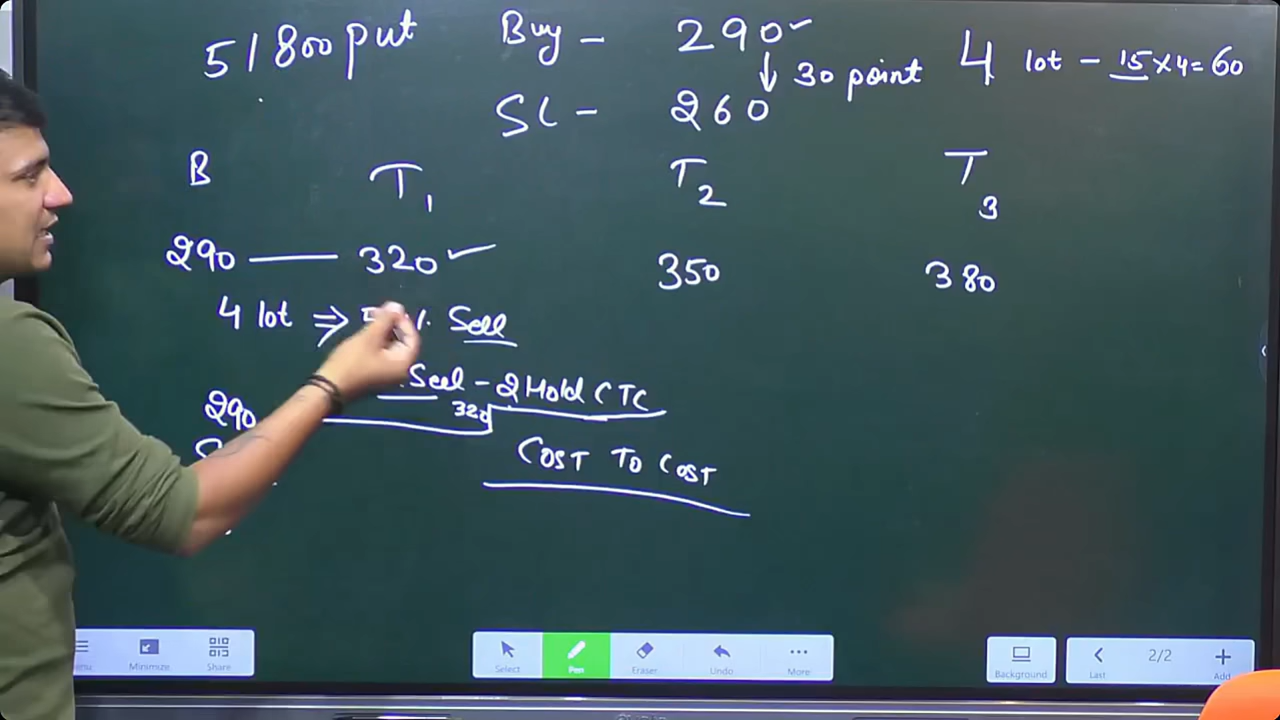 51800 put Buy - 290 ✓
↓ 30 point 4 lot - 15×4=60
SL - 260
B T1 T2 T3
290 —— 320 ✓ 350 380
4 lot ⇒ Sell
Sell - 2 Hold CTC
290 320
COST TO COST
Minimize Share Select Pen Eraser Undo More Background Last 2/2 Add